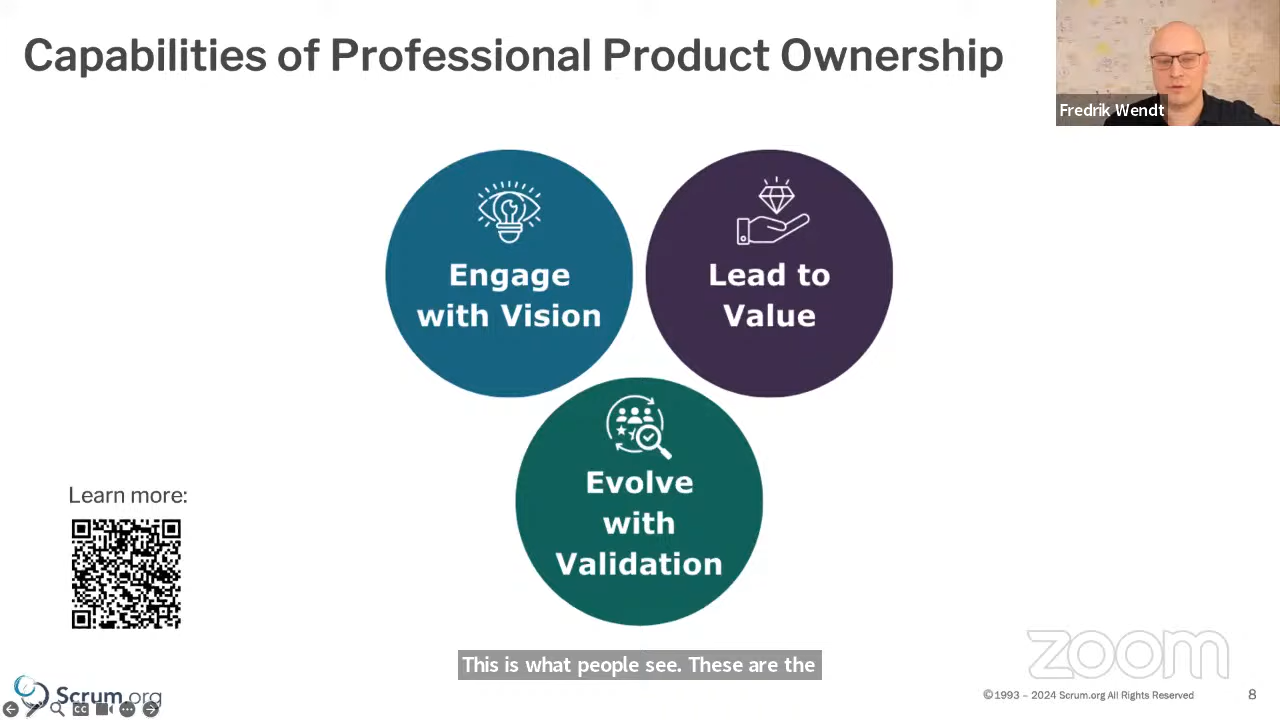 Capabilities of Professional Product Ownership
Fredrik Wendt
Engage
with Vision
Lead to
Value
Evolve
with
Validation
Learn more:
This is what people see. These are the
zoom
Scrum.org
CC
©1993 – 2024 Scrum.org All Rights Reserved
8